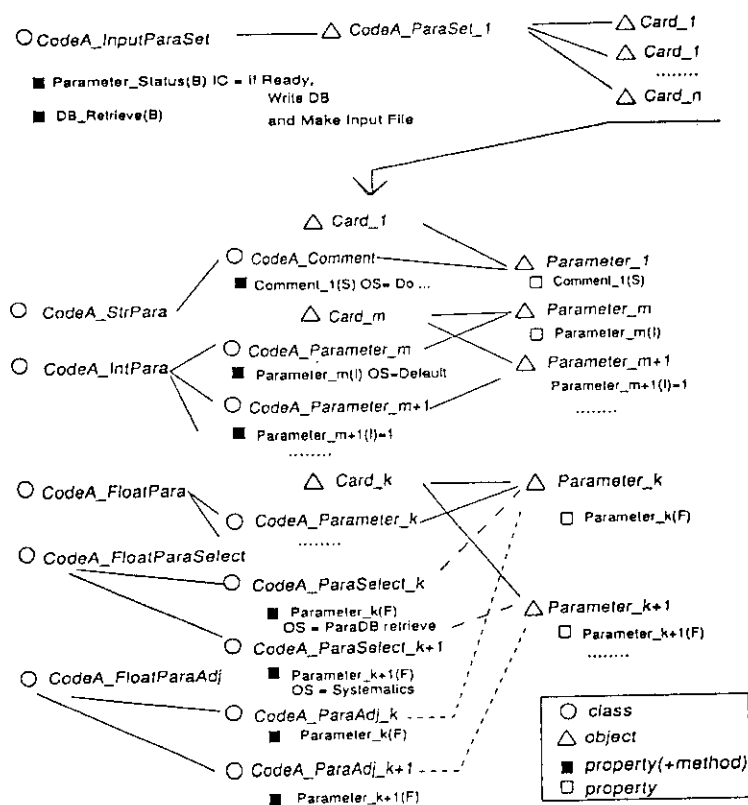 CodeA_InputParaSet
CodeA_ParaSet_1
Card_1
Card_1
........
Card_n
Parameter_Status(B) IC = if Ready,
Write DB
and Make Input File
DB_Retrieve(B)
Card_1
CodeA_Comment
Comment_1(S) OS= Do ...
Parameter_1
Comment_1(S)
CodeA_StrPara
Card_m
Parameter_m
Parameter_m(I)
CodeA_IntPara
CodeA_Parameter_m
Parameter_m(I) OS=Default
Parameter_m+1
Parameter_m+1(I)=1
........
CodeA_Parameter_m+1
Parameter_m+1(I)=1
........
Card_k
Parameter_k
Parameter_k(F)
CodeA_FloatPara
CodeA_Parameter_k
........
CodeA_FloatParaSelect
CodeA_ParaSelect_k
Parameter_k(F)
OS = ParaDB retrieve
Parameter_k+1
Parameter_k+1(F)
........
CodeA_ParaSelect_k+1
Parameter_k+1(F)
OS = Systematics
CodeA_FloatParaAdj
CodeA_ParaAdj_k
Parameter_k(F)
CodeA_ParaAdj_k+1
Parameter_k+1(F)
class
object
property(+method)
property